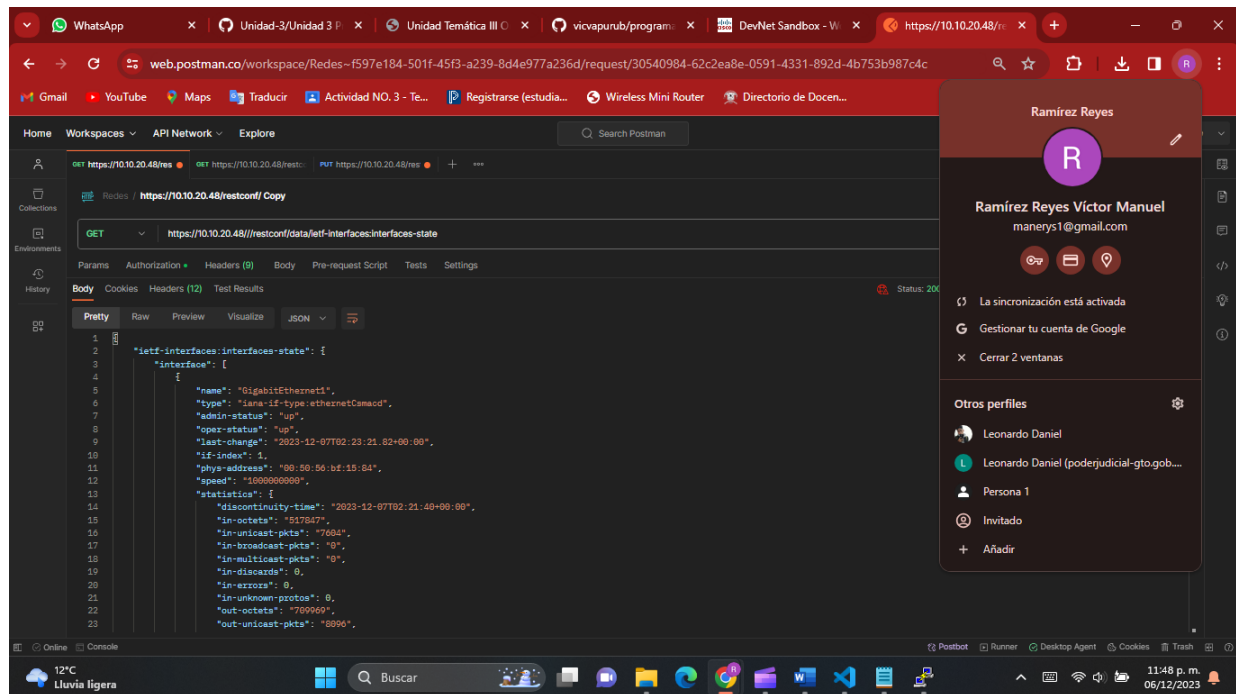 WhatsApp
Unidad-3/Unidad 3 P
Unidad Temática III O
vicvapurub/programa
DevNet Sandbox - W
https://10.10.20.48/re
web.postman.co/workspace/Redes~f597e184-501f-45f3-a239-8d4e977a236d/request/30540984-62c2ea8e-0591-4331-892d-4b753b987c4c
R
Gmail
YouTube
Maps
Traducir
Actividad NO. 3 - Te...
Registrarse (estudia...
Wireless Mini Router
Directorio de Docen...
Home
Workspaces
API Network
Explore
Search Postman
GET https://10.10.20.48/res
GET https://10.10.20.48/restc
PUT https://10.10.20.48/res
Collections
Environments
History
HTTP Redes / https://10.10.20.48/restconf/ Copy
GET
https://10.10.20.48///restconf/data/ietf-interfaces:interfaces-state
Params Authorization Headers (9) Body Pre-request Script Tests Settings
Body Cookies Headers (12) Test Results
Status: 200
Pretty Raw Preview Visualize JSON
1 {
2 "ietf-interfaces:interfaces-state": {
3 "interface": [
4 {
5 "name": "GigabitEthernet1",
6 "type": "iana-if-type:ethernetCsmacd",
7 "admin-status": "up",
8 "oper-status": "up",
9 "last-change": "2023-12-07T02:23:21.82+00:00",
10 "if-index": 1,
11 "phys-address": "00:50:56:bf:15:84",
12 "speed": "1000000000",
13 "statistics": {
14 "discontinuity-time": "2023-12-07T02:21:40+00:00",
15 "in-octets": "517847",
16 "in-unicast-pkts": "7604",
17 "in-broadcast-pkts": "0",
18 "in-multicast-pkts": "0",
19 "in-discards": 0,
20 "in-errors": 0,
21 "in-unknown-protos": 0,
22 "out-octets": "709969",
23 "out-unicast-pkts": "8096",
Ramírez Reyes
R
Ramírez Reyes Víctor Manuel
manerys1@gmail.com
La sincronización está activada
Gestionar tu cuenta de Google
Cerrar 2 ventanas
Otros perfiles
Leonardo Daniel
L Leonardo Daniel (poderjudicial-gto.gob....
Persona 1
Invitado
Añadir
Online
Console
Postbot
Runner
Desktop Agent
Cookies
Trash
12°C
Lluvia ligera
Buscar
R
11:48 p. m.
06/12/2023